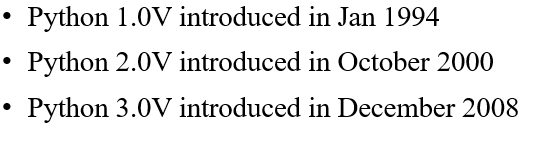 • Python 1.0V introduced in Jan 1994
• Python 2.0V introduced in October 2000
• Python 3.0V introduced in December 2008